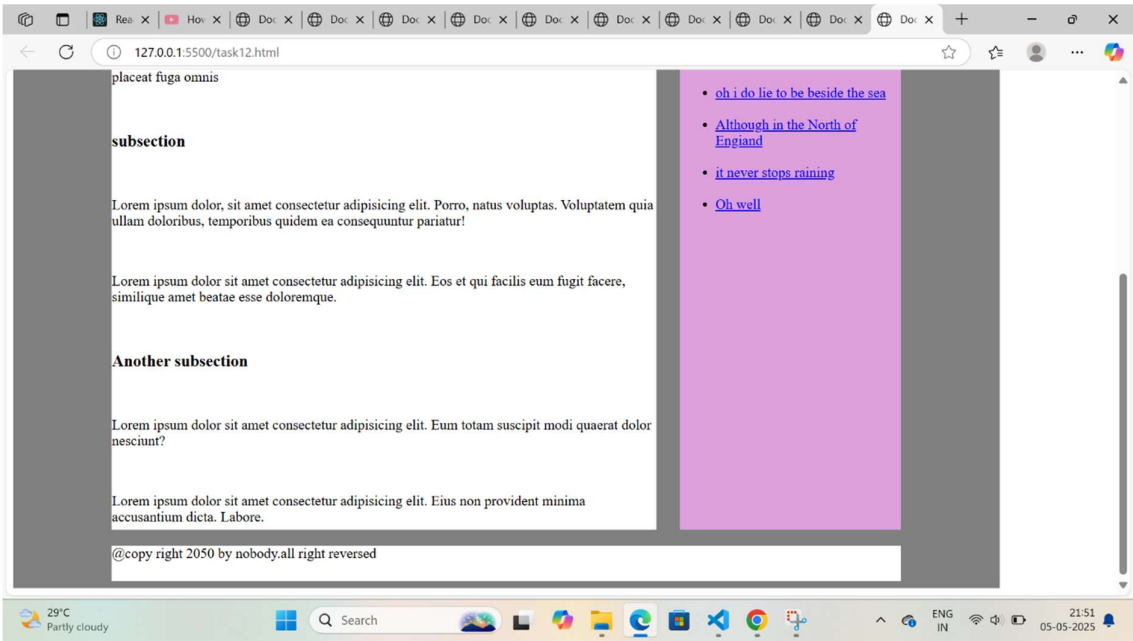 Rea
Hov
Doc
Doc
Doc
Doc
Doc
Doc
Doc
Doc
Doc
Doc
127.0.0.1:5500/task12.html
placeat fuga omnis
subsection
Lorem ipsum dolor, sit amet consectetur adipisicing elit. Porro, natus voluptas. Voluptatem quia
ullam doloribus, temporibus quidem ea consequuntur pariatur!
Lorem ipsum dolor sit amet consectetur adipisicing elit. Eos et qui facilis eum fugit facere,
similique amet beatae esse doloremque.
Another subsection
Lorem ipsum dolor sit amet consectetur adipisicing elit. Eum totam suscipit modi quaerat dolor
nesciunt?
Lorem ipsum dolor sit amet consectetur adipisicing elit. Eius non provident minima
accusantium dicta. Labore.
oh i do lie to be beside the sea
Although in the North of
Engiand
it never stops raining
Oh well
@copy right 2050 by nobody.all right reversed
29°C
Partly cloudy
Search
ENG
IN
21:51
05-05-2025